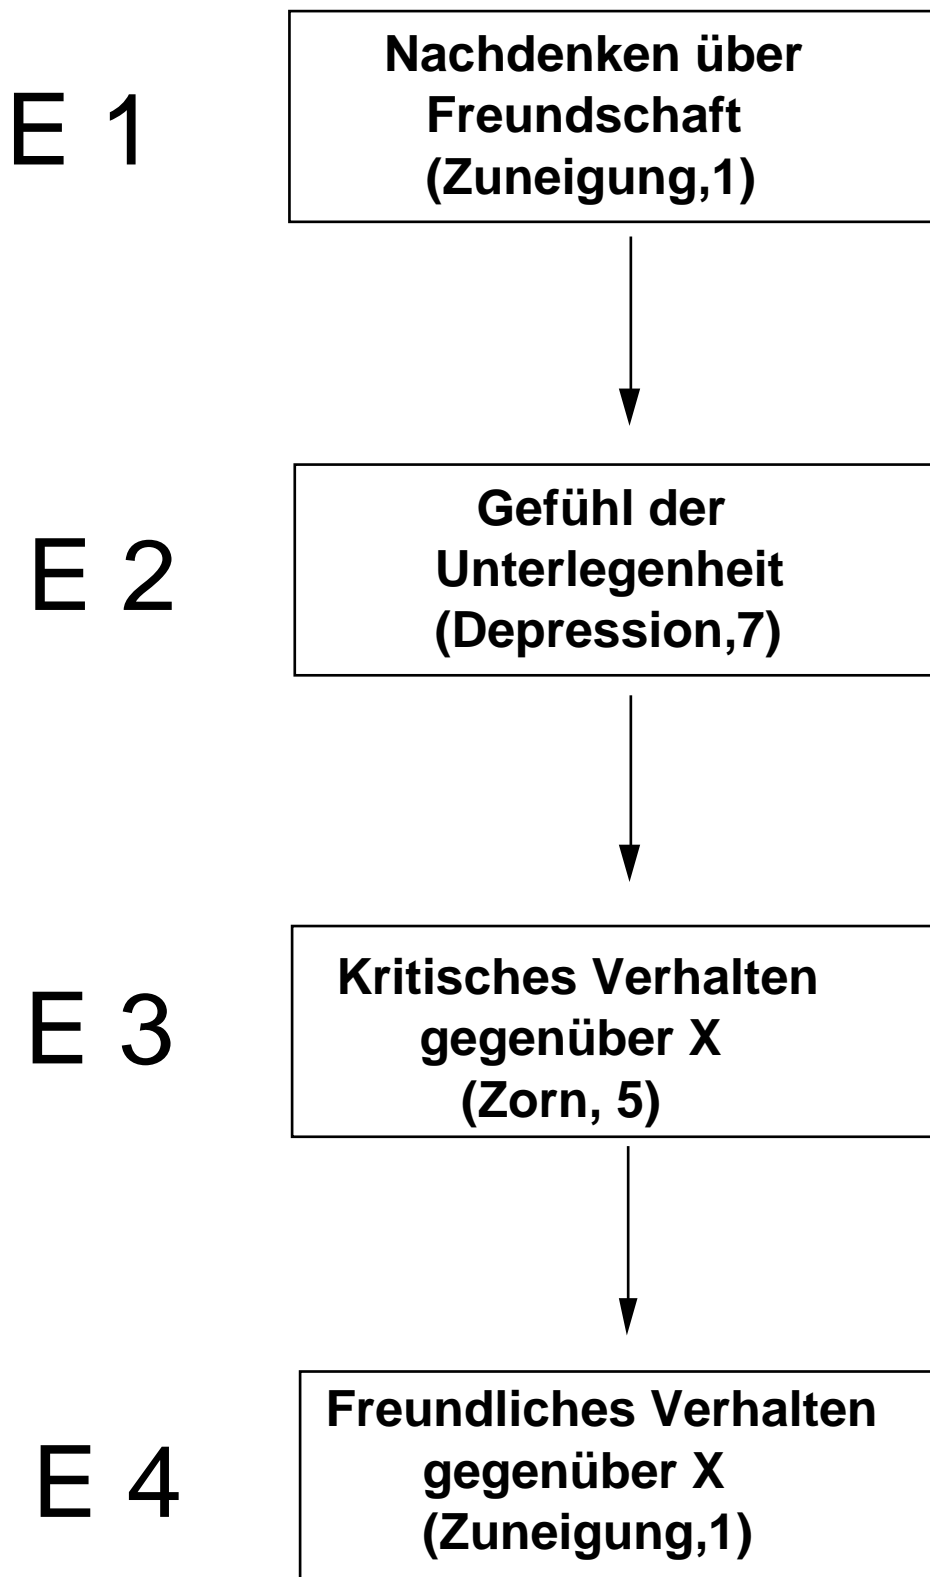 E 1
Nachdenken über
Freundschaft
(Zuneigung,1)
E 2
Gefühl der
Unterlegenheit
(Depression,7)
E 3
Kritisches Verhalten
gegenüber X
(Zorn, 5)
E 4
Freundliches Verhalten
gegenüber X
(Zuneigung,1)